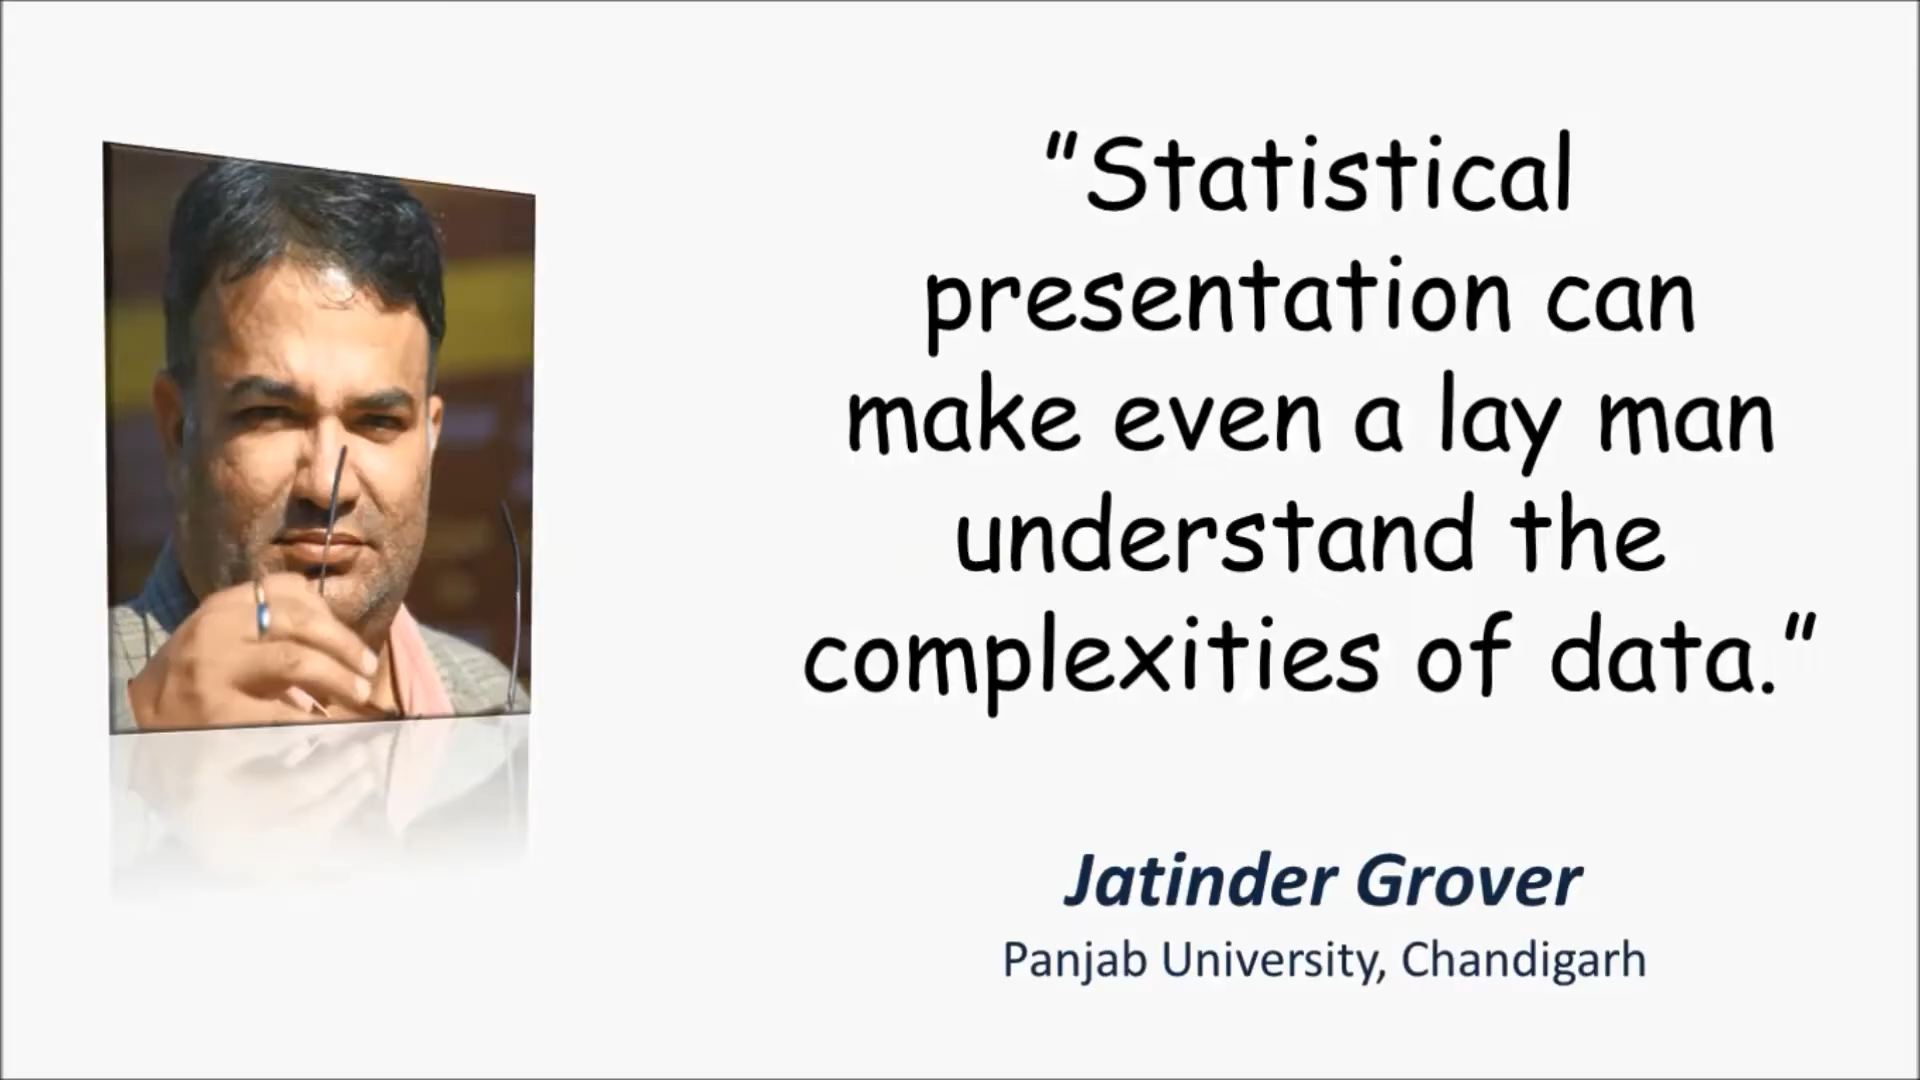 "Statistical
presentation can
make even a lay man
understand the
complexities of data."
Jatinder Grover
Panjab University, Chandigarh